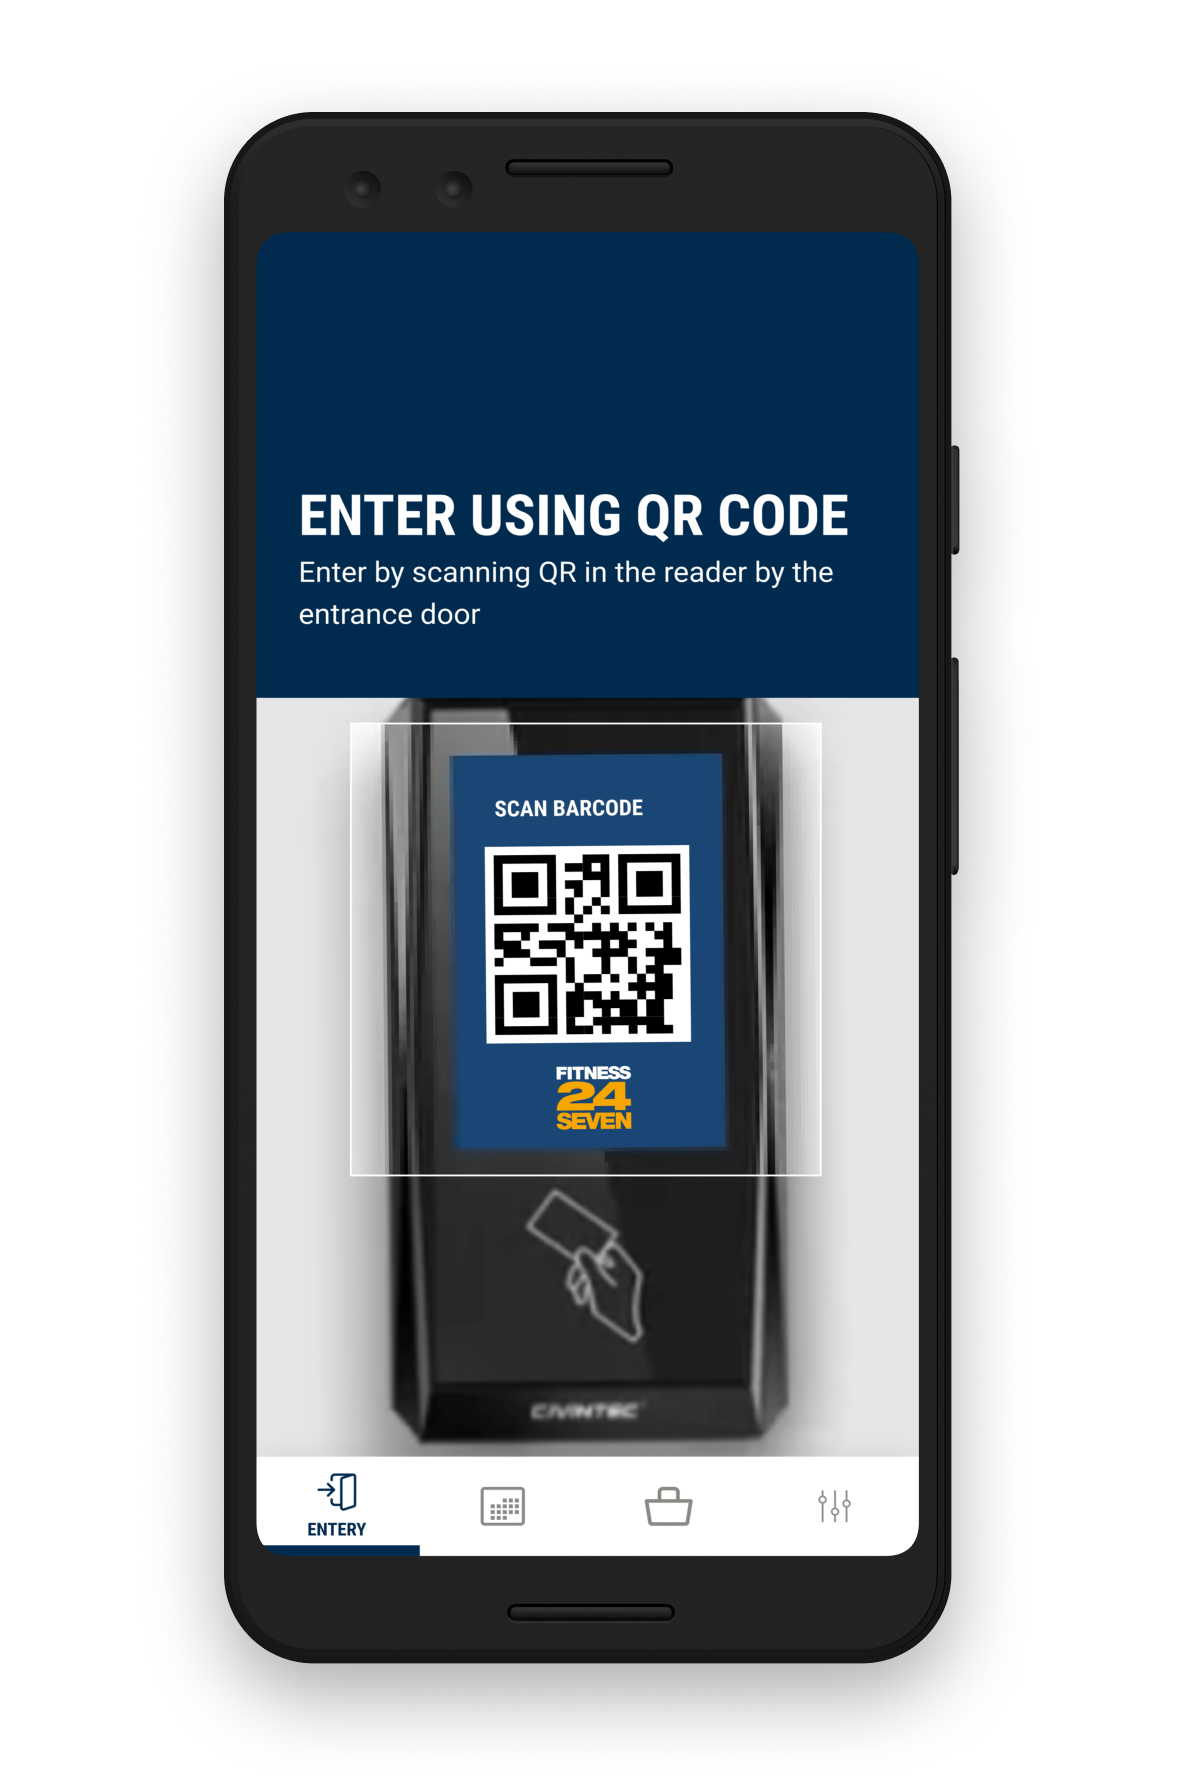 ENTER USING QR CODE
Enter by scanning QR in the reader by the
entrance door
SCAN BARCODE
FITNESS
24
SEVEN
CIVINTEC
ENTERY